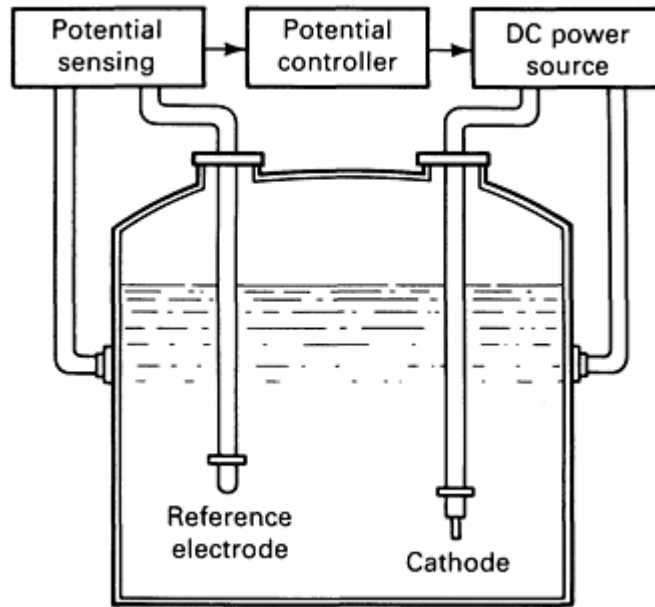 Potential
sensing
Potential
controller
DC power
source
Reference
electrode
Cathode